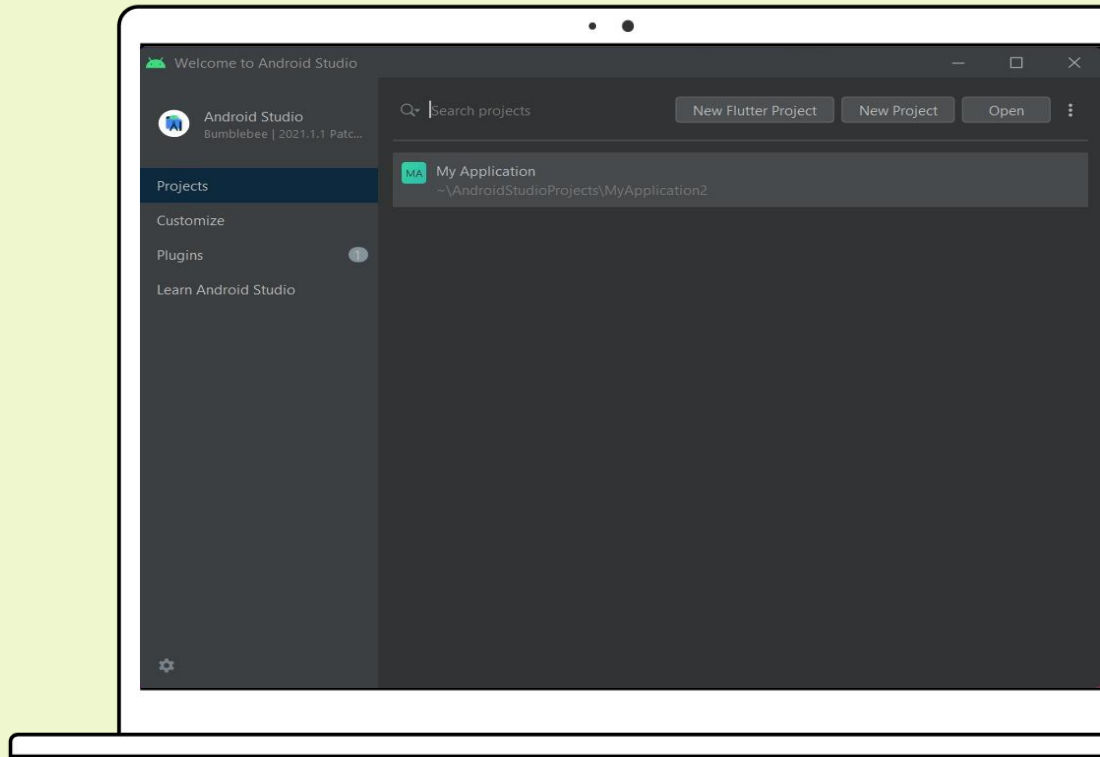 Welcome to Android Studio
Android Studio
Bumblebee | 2021.1.1 Patc...
Search projects
New Flutter Project
New Project
Open
Projects
Customize
Plugins
1
Learn Android Studio
MA
My Application
~\AndroidStudioProjects\MyApplication2